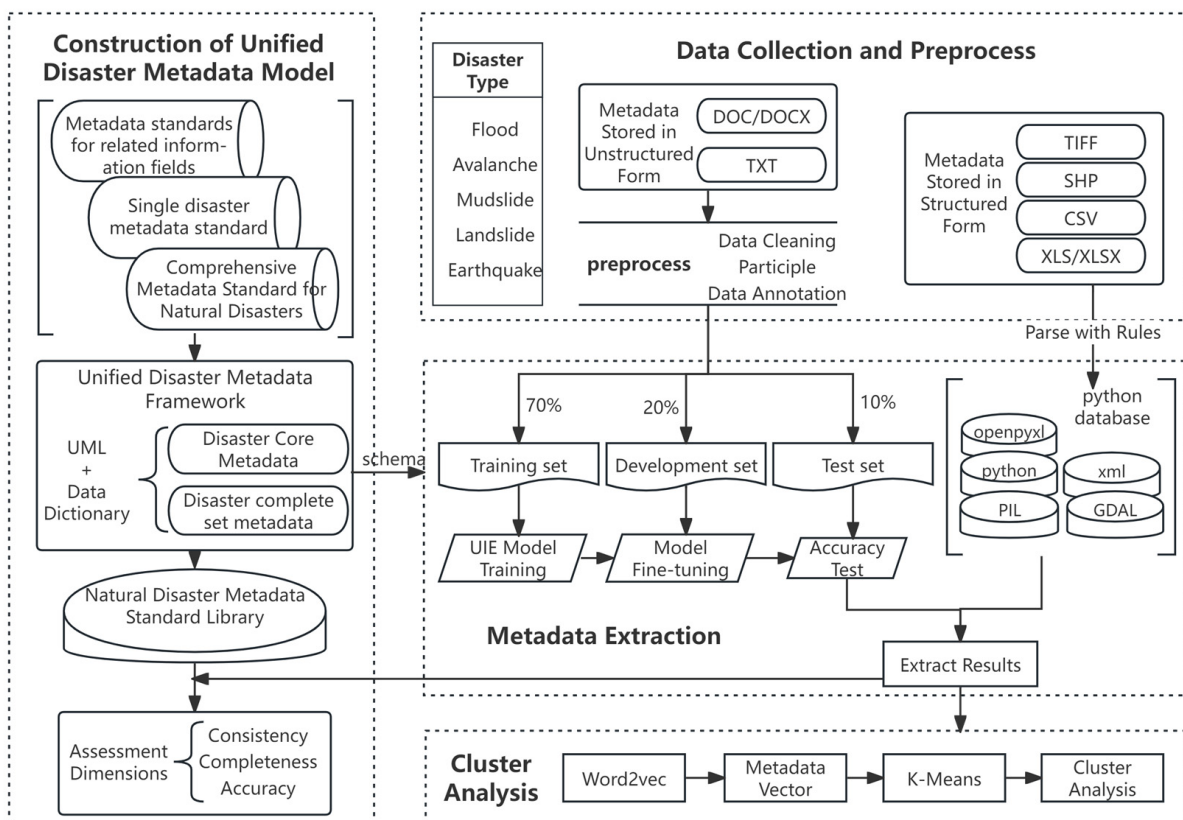 Construction of Unified
Disaster Metadata Model
Metadata standards
for related inform-
ation fields
Single disaster
metadata standard
Comprehensive
Metadata Standard for
Natural Disasters
Unified Disaster Metadata
Framework
UML
+
Data
Dictionary
Disaster Core
Metadata
Disaster complete
set metadata
schema
Natural Disaster Metadata
Standard Library
Assessment
Dimensions
Consistency
Completeness
Accuracy
Data Collection and Preprocess
Disaster
Type
Flood
Avalanche
Mudslide
Landslide
Earthquake
Metadata
Stored in
Unstructured
Form
DOC/DOCX
TXT
preprocess
Data Cleaning
Participle
Data Annotation
Metadata
Stored in
Structured
Form
TIFF
SHP
CSV
XLS/XLSX
Parse with Rules
70%
20%
10%
Training set
Development set
Test set
UIE Model
Training
Model
Fine-tuning
Accuracy
Test
python
database
openpyxl
python
PIL
xml
GDAL
Metadata Extraction
Extract Results
Cluster
Analysis
Word2vec
Metadata
Vector
K-Means
Cluster
Analysis